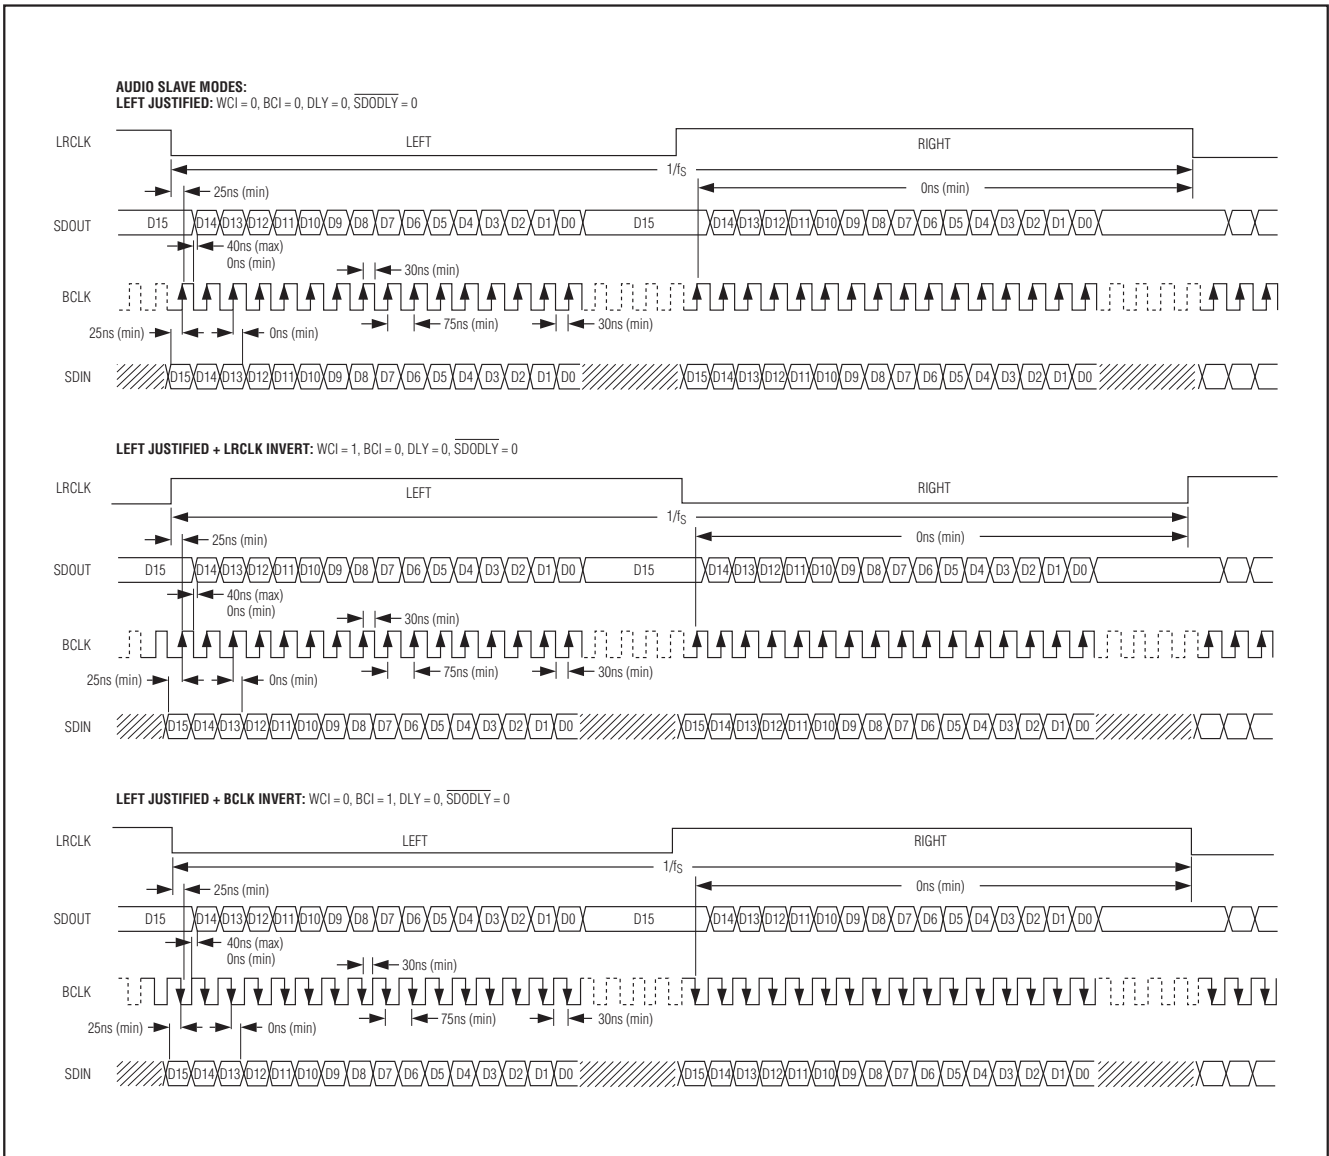 AUDIO SLAVE MODES:
LEFT JUSTIFIED: WCI = 0, BCI = 0, DLY = 0, SDODLY = 0
LRCLK LEFT RIGHT
1/fS
25ns (min) 0ns (min)
SDOUT D15 D14 D13 D12 D11 D10 D9 D8 D7 D6 D5 D4 D3 D2 D1 D0 D15 D14 D13 D12 D11 D10 D9 D8 D7 D6 D5 D4 D3 D2 D1 D0
40ns (max)
0ns (min) 30ns (min)
BCLK
25ns (min) 0ns (min) 75ns (min) 30ns (min)
SDIN D15 D14 D13 D12 D11 D10 D9 D8 D7 D6 D5 D4 D3 D2 D1 D0 D15 D14 D13 D12 D11 D10 D9 D8 D7 D6 D5 D4 D3 D2 D1 D0
LEFT JUSTIFIED + LRCLK INVERT: WCI = 1, BCI = 0, DLY = 0, SDODLY = 0
LRCLK LEFT RIGHT
1/fS
25ns (min) 0ns (min)
SDOUT D15 D14 D13 D12 D11 D10 D9 D8 D7 D6 D5 D4 D3 D2 D1 D0 D15 D14 D13 D12 D11 D10 D9 D8 D7 D6 D5 D4 D3 D2 D1 D0
40ns (max)
0ns (min) 30ns (min)
BCLK
25ns (min) 0ns (min) 75ns (min) 30ns (min)
SDIN D15 D14 D13 D12 D11 D10 D9 D8 D7 D6 D5 D4 D3 D2 D1 D0 D15 D14 D13 D12 D11 D10 D9 D8 D7 D6 D5 D4 D3 D2 D1 D0
LEFT JUSTIFIED + BCLK INVERT: WCI = 0, BCI = 1, DLY = 0, SDODLY = 0
LRCLK LEFT RIGHT
1/fS
25ns (min) 0ns (min)
SDOUT D15 D14 D13 D12 D11 D10 D9 D8 D7 D6 D5 D4 D3 D2 D1 D0 D15 D14 D13 D12 D11 D10 D9 D8 D7 D6 D5 D4 D3 D2 D1 D0
40ns (max)
0ns (min) 30ns (min)
BCLK
25ns (min) 0ns (min) 75ns (min) 30ns (min)
SDIN D15 D14 D13 D12 D11 D10 D9 D8 D7 D6 D5 D4 D3 D2 D1 D0 D15 D14 D13 D12 D11 D10 D9 D8 D7 D6 D5 D4 D3 D2 D1 D0